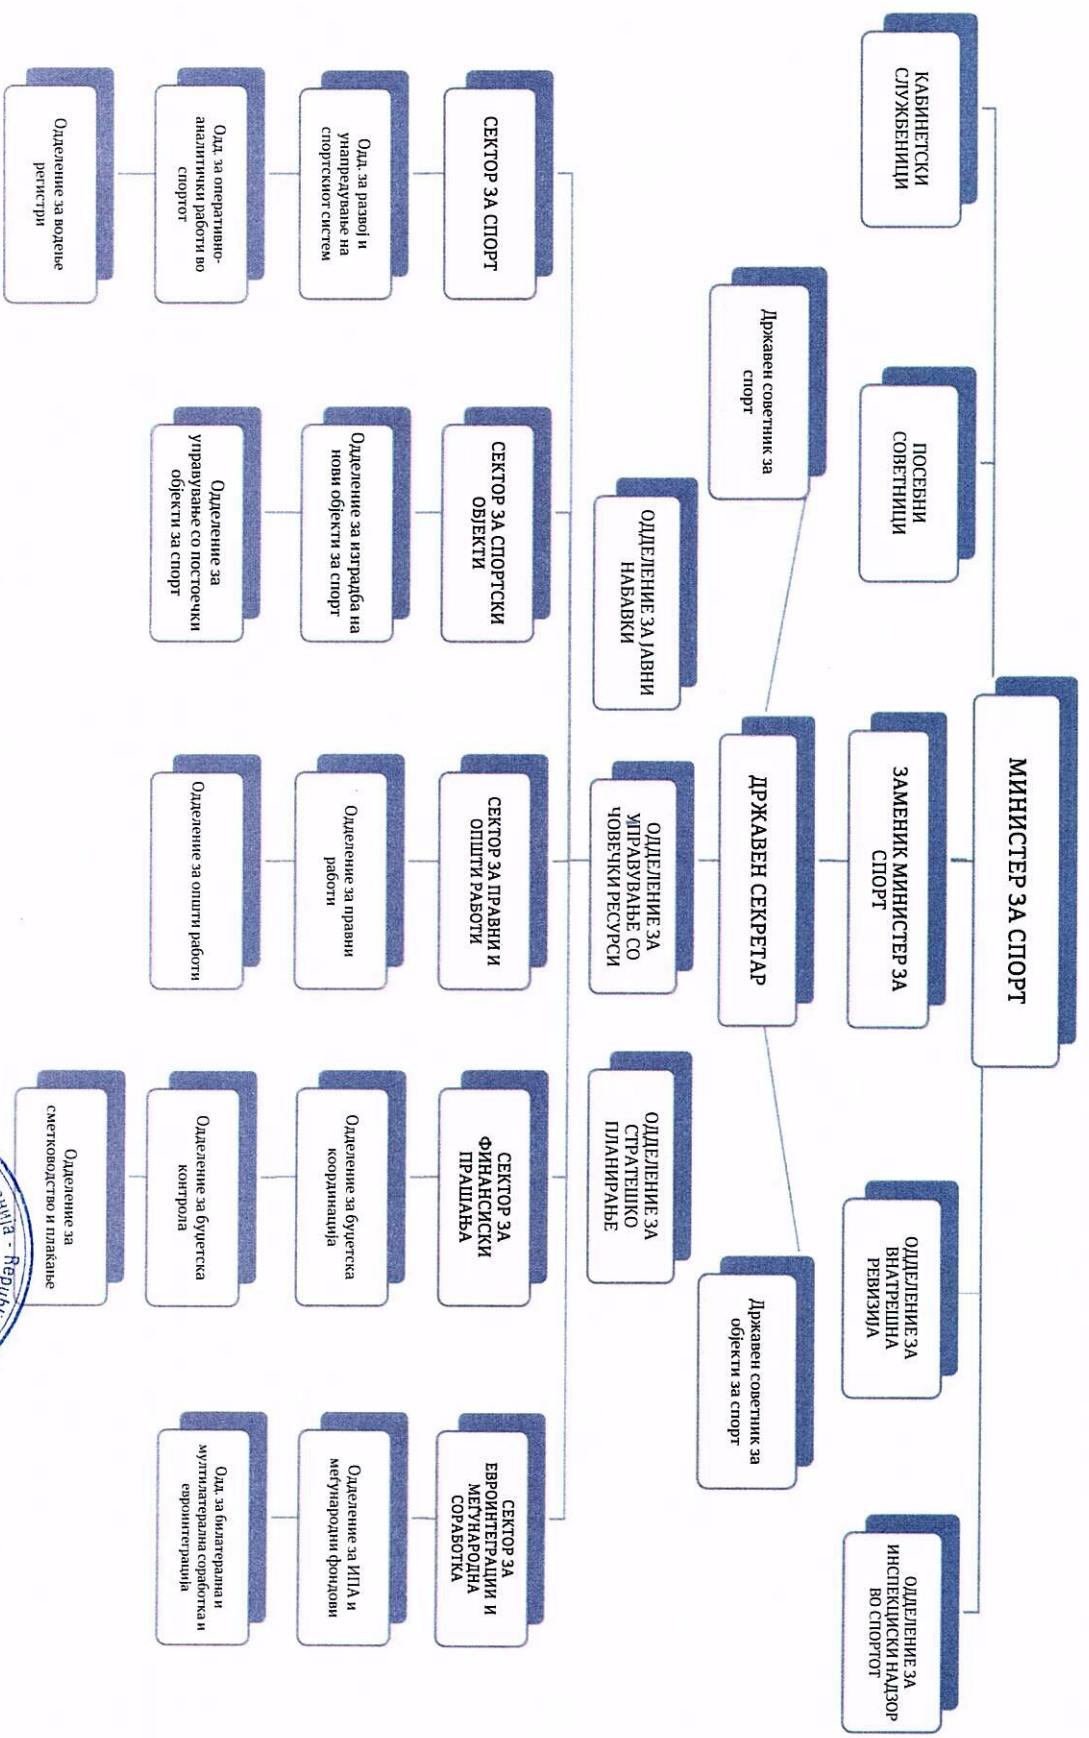 МИНИСТЕР ЗА СПОРТ
КАБИНЕТСКИ
СЛУЖБЕНИЦИ
ПОСЕБНИ
СОВЕТНИЦИ
ЗАМЕНИК МИНИСТЕР ЗА
СПОРТ
ОДДЕЛЕНИЕ ЗА
ВНАТРЕШНА
РЕВИЗИЈА
ОДДЕЛЕНИЕ ЗА
ИНСПЕКЦИСКИ НАДЗОР
ВО СПОРТОТ
Државен советник за
спорт
ДРЖАВЕН СЕКРЕТАР
Државен советник за
објекти за спорт
ОДДЕЛЕНИЕ ЗА ЈАВНИ
НАБАВКИ
ОДДЕЛЕНИЕ ЗА
УПРАВУВАЊЕ СО
ЧОВЕЧКИ РЕСУРСИ
ОДДЕЛЕНИЕ ЗА
СТРАТЕШКО
ПЛАНИРАЊЕ
СЕКТОР ЗА СПОРТ
СЕКТОР ЗА СПОРТСКИ
ОБЈЕКТИ
СЕКТОР ЗА ПРАВНИ И
ОПШТИ РАБОТИ
СЕКТОР ЗА
ФИНАНСИСКИ
ПРАШАЊА
СЕКТОР ЗА
ЕВРОИНТЕГРАЦИИ И
МЕЃУНАРОДНА
СОРАБОТКА
Одд. за развој и
унапредување на
спортскиот систем
Одделение за изградба на
нови објекти за спорт
Одделение за правни
работи
Одделение за буџетска
координација
Одделение за ИПА и
меѓународни фондови
Одд. за оперативно-
аналитички работи во
спортот
Одделение за
управување со постоечки
објекти за спорт
Одделение за општи работи
Одделение за буџетска
контрола
Одд. за билатерална и
мултилатерална соработка и
евроинтеграција
Одделение за водење
регистри
Одделение за
сметководство и плаќање